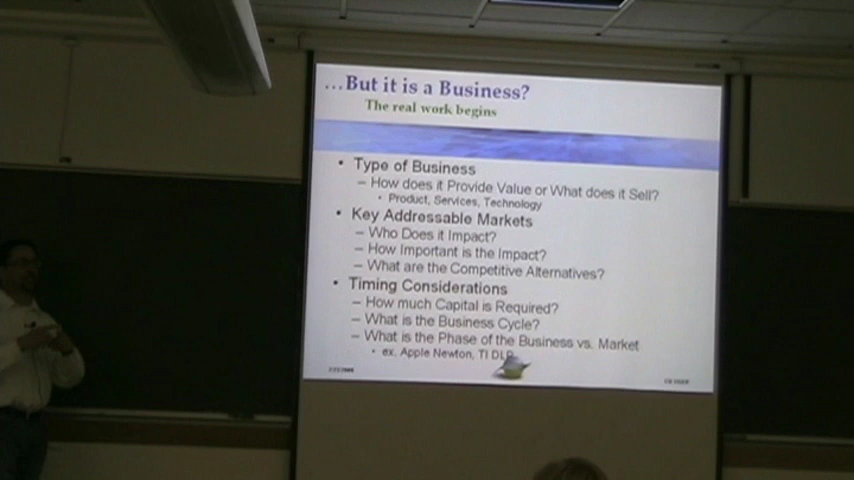 ...But it is a Business?
The real work begins
• Type of Business
– How does it Provide Value or What does it Sell?
• Product, Services, Technology
• Key Addressable Markets
– Who Does it Impact?
– How Important is the Impact?
– What are the Competitive Alternatives?
• Timing Considerations
– How much Capital is Required?
– What is the Business Cycle?
– What is the Phase of the Business vs. Market
• ex. Apple Newton, TI DLP